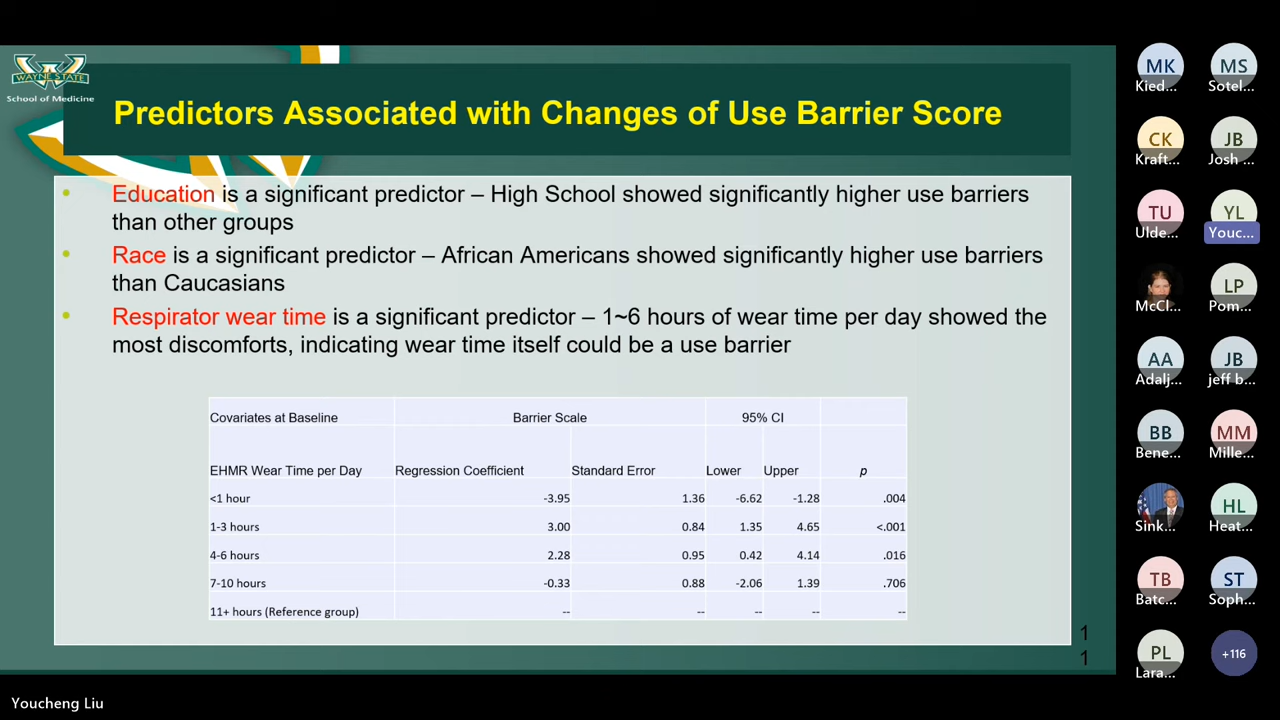 WAYNE STATE
School of Medicine
Predictors Associated with Changes of Use Barrier Score
• Education is a significant predictor – High School showed significantly higher use barriers
than other groups
• Race is a significant predictor – African Americans showed significantly higher use barriers
than Caucasians
• Respirator wear time is a significant predictor – 1~6 hours of wear time per day showed the
most discomforts, indicating wear time itself could be a use barrier
Covariates at Baseline Barrier Scale 95% CI
EHMR Wear Time per Day Regression Coefficient Standard Error Lower Upper p
<1 hour -3.95 1.36 -6.62 -1.28 .004
1-3 hours 3.00 0.84 1.35 4.65 <.001
4-6 hours 2.28 0.95 0.42 4.14 .016
7-10 hours -0.33 0.88 -2.06 1.39 .706
11+ hours (Reference group) -- -- -- -- --
1
1
MK MS
Kied... Sotel...
CK JB
Kraft... Josh ...
TU YL
Ulde... Youc...
LP
McCl... Pom...
AA JB
Adalj... jeff b...
BB MM
Bene... Mille...
HL
Sink... Heat...
TB ST
Batc... Soph...
PL +116
Lara...
Youcheng Liu